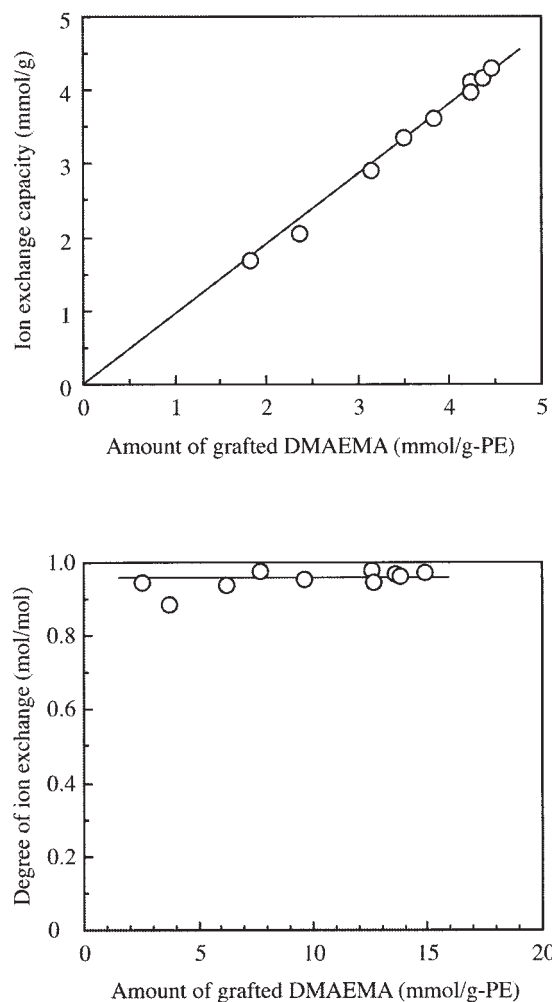 5
4
3
2
1
0
Ion exchange capacity (mmol/g)
0 1 2 3 4 5
Amount of grafted DMAEMA (mmol/g-PE)
1.0
0.8
0.6
0.4
0.2
0
Degree of ion exchange (mol/mol)
0 5 10 15 20
Amount of grafted DMAEMA (mmol/g-PE)